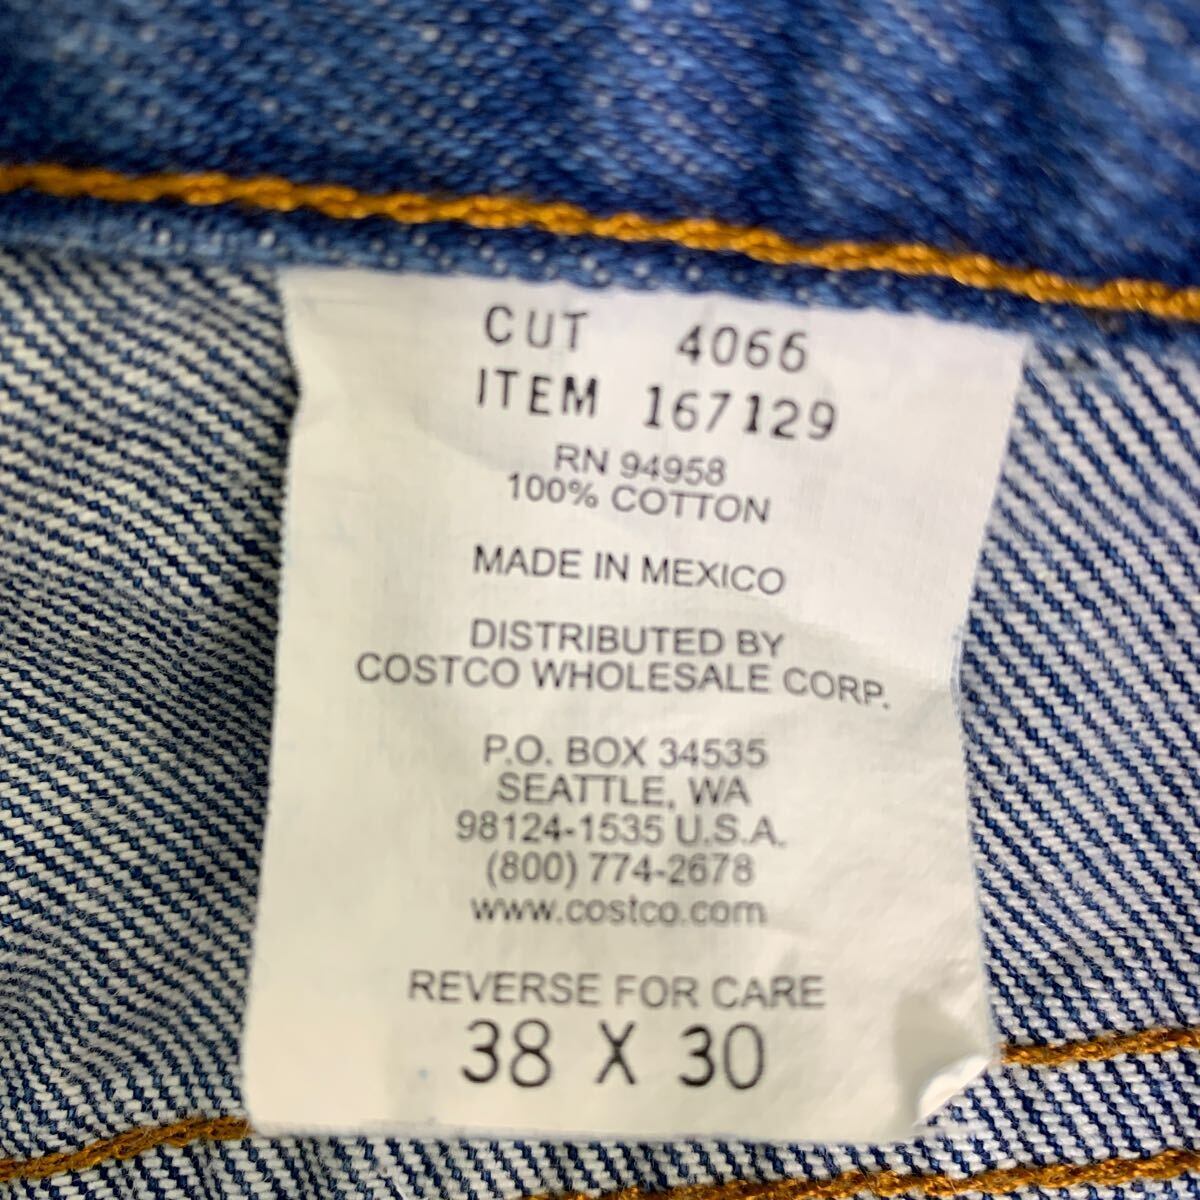 CUT 4066
ITEM 167129
RN 94958
100% COTTON
MADE IN MEXICO
DISTRIBUTED BY
COSTCO WHOLESALE CORP.
P.O. BOX 34535
SEATTLE, WA
98124-1535 U.S.A.
(800) 774-2678
www.costco.com
REVERSE FOR CARE
38 X 30